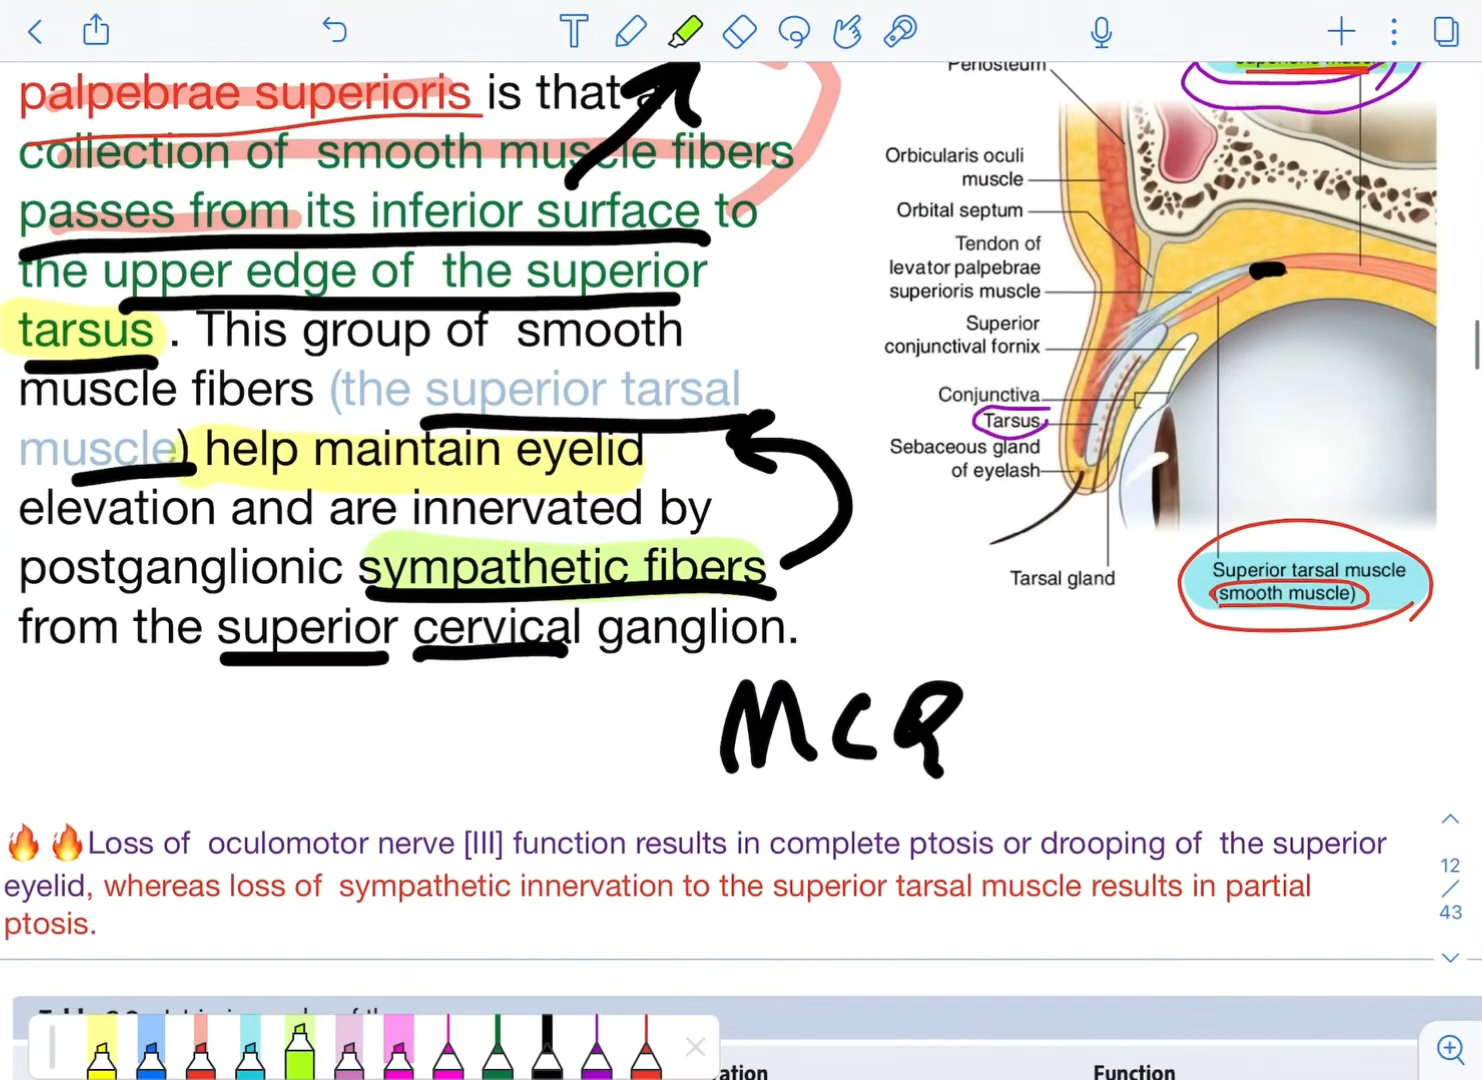 T
palpebrae superioris is that a
collection of smooth muscle fibers
passes from its inferior surface to
the upper edge of the superior
tarsus . This group of smooth
muscle fibers (the superior tarsal
muscle) help maintain eyelid
elevation and are innervated by
postganglionic sympathetic fibers
from the superior cervical ganglion.
MCQ
Periosteum
Orbicularis oculi
muscle
Orbital septum
Tendon of
levator palpebrae
superioris muscle
Superior
conjunctival fornix
Conjunctiva
Tarsus
Sebaceous gland
of eyelash
Tarsal gland
Superior tarsal muscle
(smooth muscle)
🔥 🔥Loss of oculomotor nerve [III] function results in complete ptosis or drooping of the superior
eyelid, whereas loss of sympathetic innervation to the superior tarsal muscle results in partial
ptosis.
12
/
43
Function